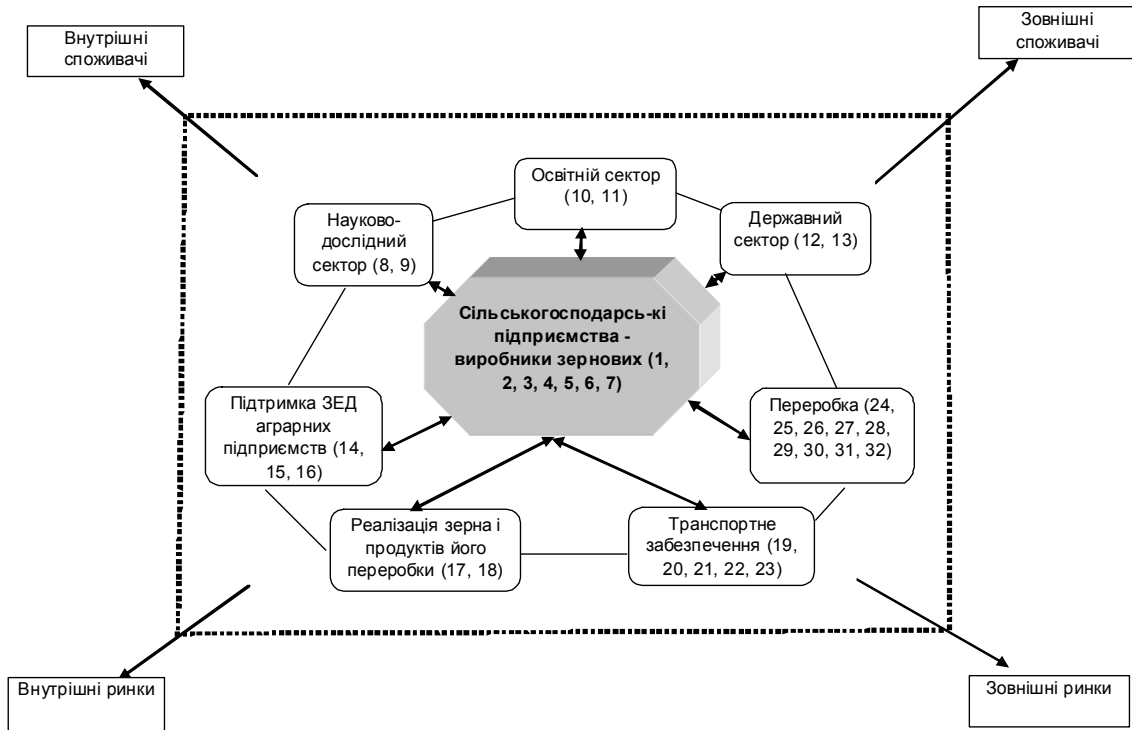 Внутрішні
споживачі
Зовнішні
споживачі
Освітній сектор
(10, 11)
Науково-
дослідний
сектор (8, 9)
Державний
сектор (12, 13)
Сільськогосподарсь-кі
підприємства -
виробники зернових (1,
2, 3, 4, 5, 6, 7)
Підтримка ЗЕД
аграрних
підприємств (14,
15, 16)
Переробка (24,
25, 26, 27, 28,
29, 30, 31, 32)
Реалізація зерна і
продуктів його
переробки (17, 18)
Транспортне
забезпечення (19,
20, 21, 22, 23)
Внутрішні ринки
Зовнішні ринки